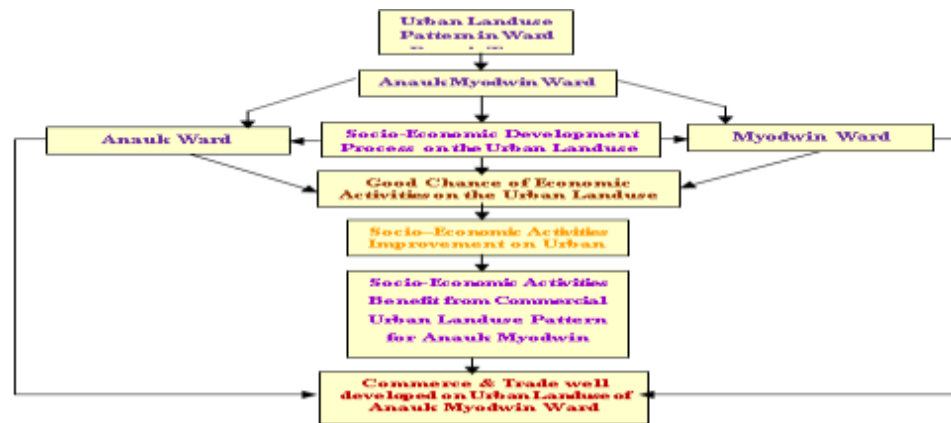 Urban Landuse
Pattern in Ward
Anauk Myodwin Ward
Anauk Ward
Socio-Economic Development
Process on the Urban Landuse
Myodwin Ward
Good Chance of Economic
Activities on the Urban Landuse
Socio–Economic Activities
Improvement on Urban
Socio-Economic Activities
Benefit from Commercial
Urban Landuse Pattern
for Anauk Myodwin
Commerce & Trade well
developed on Urban Landuse of
Anauk Myodwin Ward